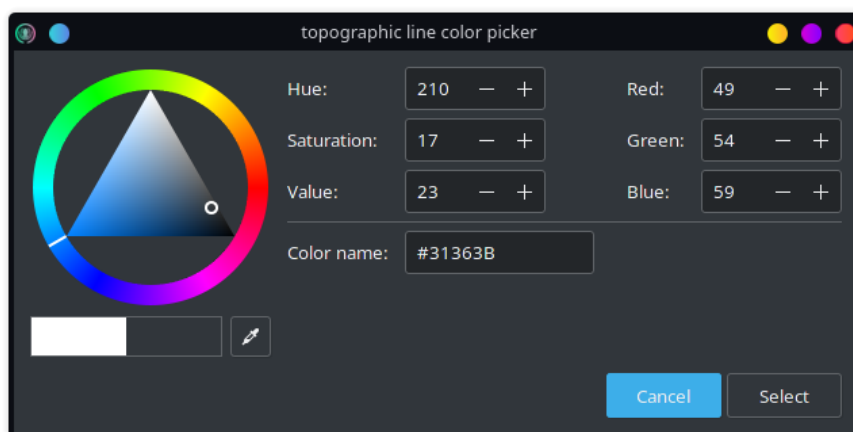 topographic line color picker
Hue: 210 Red: 49
Saturation: 17 Green: 54
Value: 23 Blue: 59
Color name: #31363B
Cancel Select